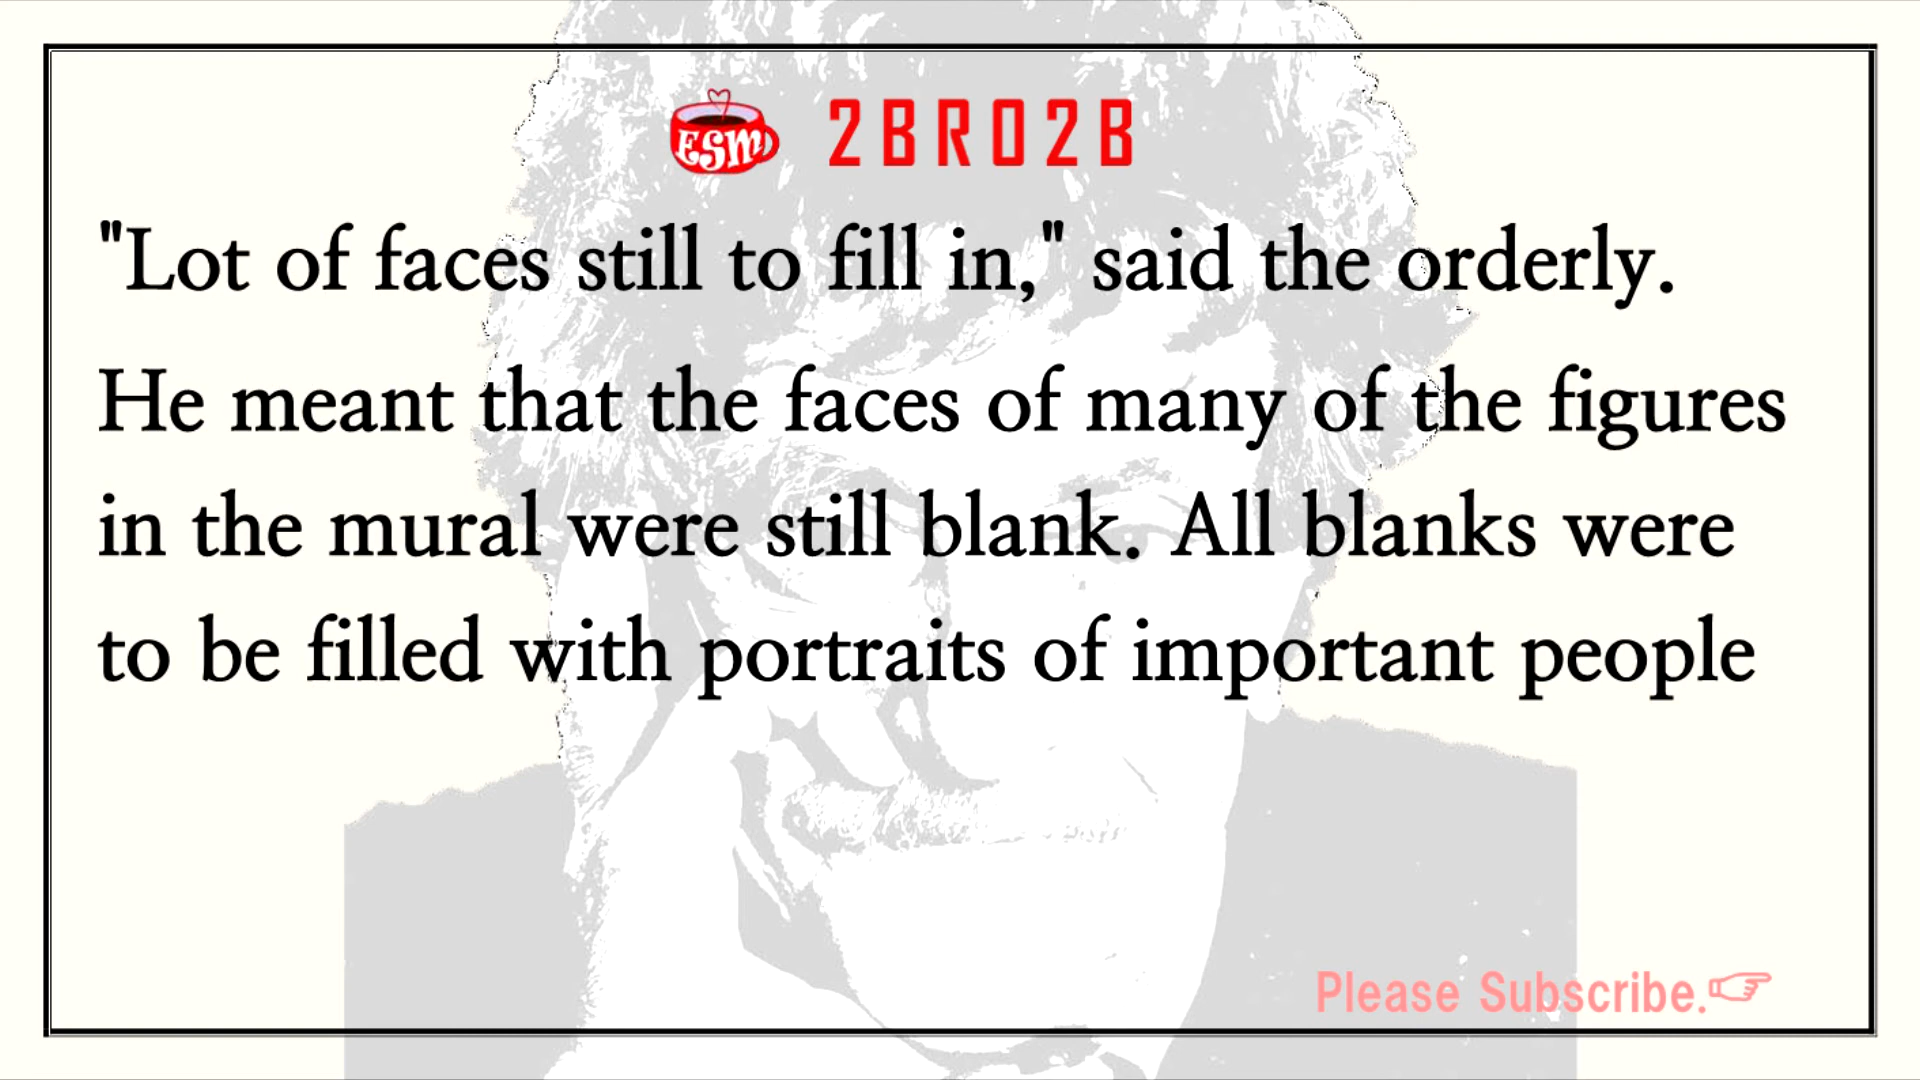 ESM 2BR02B
"Lot of faces still to fill in," said the orderly.
He meant that the faces of many of the figures
in the mural were still blank. All blanks were
to be filled with portraits of important people
Please Subscribe.